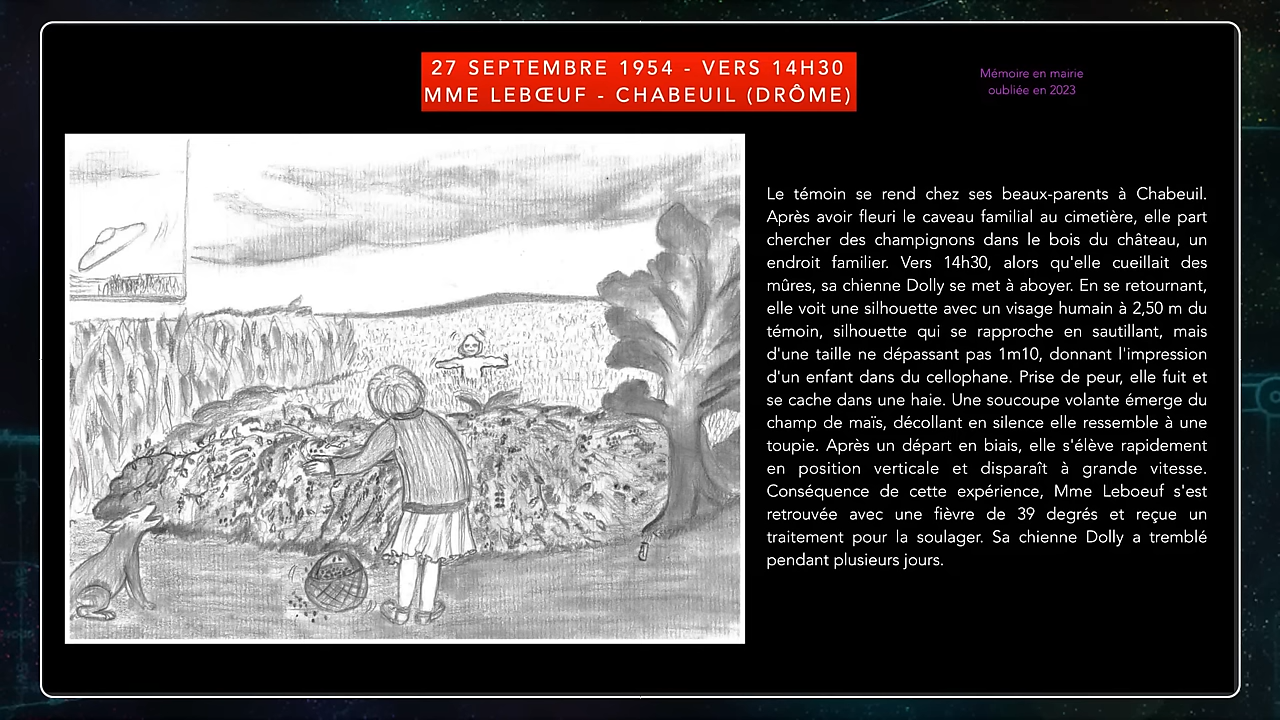 27 SEPTEMBRE 1954 - VERS 14H30
MME LEBŒUF - CHABEUIL (DRÔME)
Mémoire en mairie
oubliée en 2023
Le témoin se rend chez ses beaux-parents à Chabeuil.
Après avoir fleuri le caveau familial au cimetière, elle part
chercher des champignons dans le bois du château, un
endroit familier. Vers 14h30, alors qu'elle cueillait des
mûres, sa chienne Dolly se met à aboyer. En se retournant,
elle voit une silhouette avec un visage humain à 2,50 m du
témoin, silhouette qui se rapproche en sautillant, mais
d'une taille ne dépassant pas 1m10, donnant l'impression
d'un enfant dans du cellophane. Prise de peur, elle fuit et
se cache dans une haie. Une soucoupe volante émerge du
champ de maïs, décollant en silence elle ressemble à une
toupie. Après un départ en biais, elle s'élève rapidement
en position verticale et disparaît à grande vitesse.
Conséquence de cette expérience, Mme Leboeuf s'est
retrouvée avec une fièvre de 39 degrés et reçue un
traitement pour la soulager. Sa chienne Dolly a tremblé
pendant plusieurs jours.